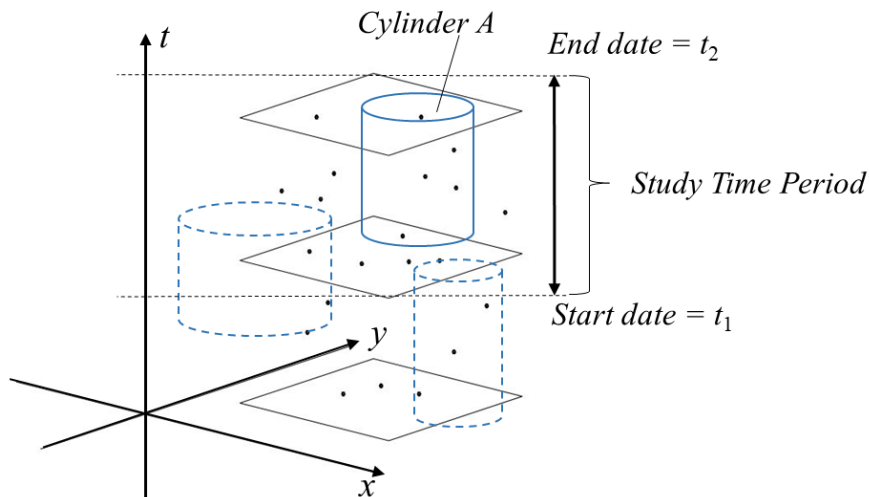 t
Cylinder A
End date = t₂
Study Time Period
Start date = t₁
y
x